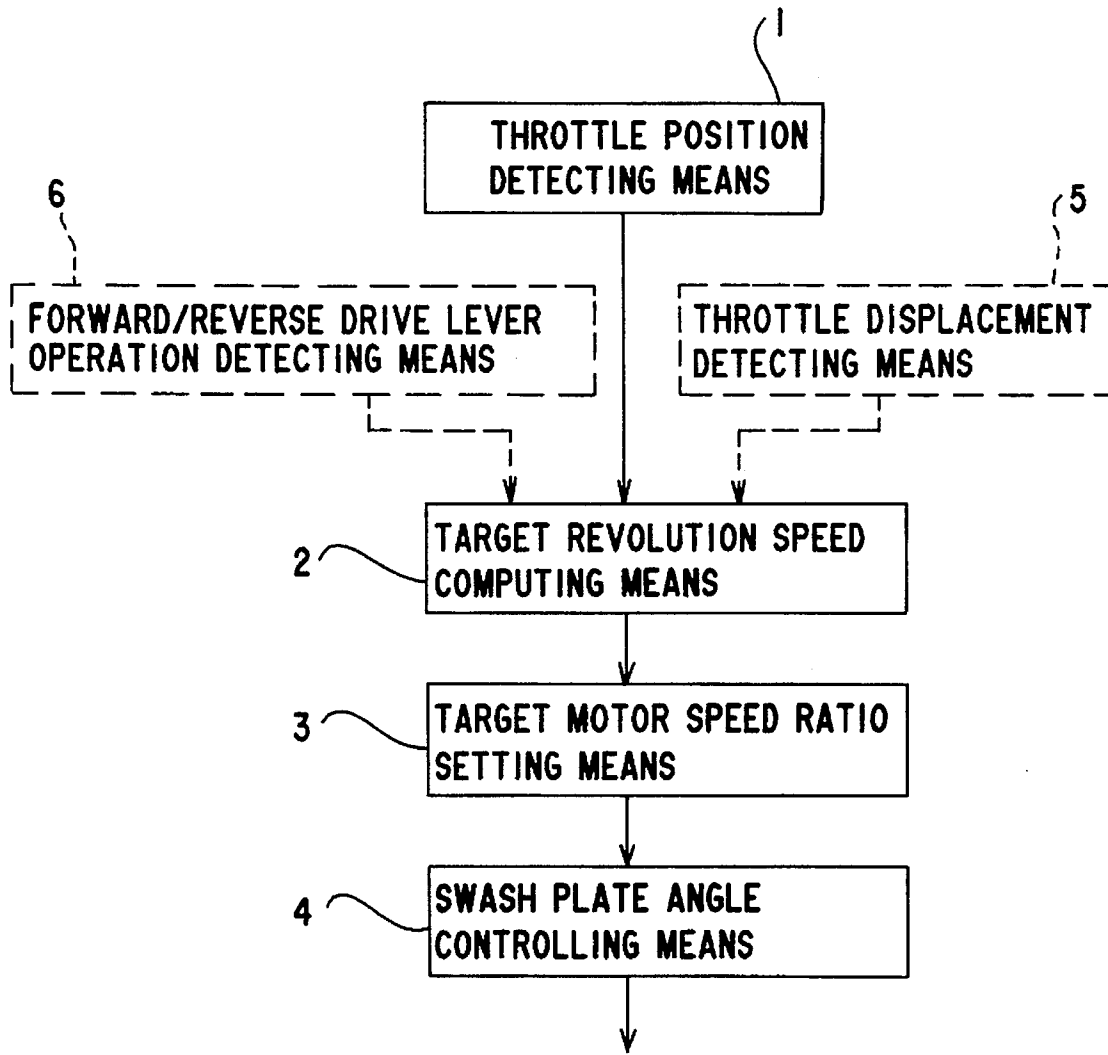 1
THROTTLE POSITION
DETECTING MEANS
6
5
FORWARD/REVERSE DRIVE LEVER
OPERATION DETECTING MEANS
THROTTLE DISPLACEMENT
DETECTING MEANS
2
TARGET REVOLUTION SPEED
COMPUTING MEANS
3
TARGET MOTOR SPEED RATIO
SETTING MEANS
4
SWASH PLATE ANGLE
CONTROLLING MEANS